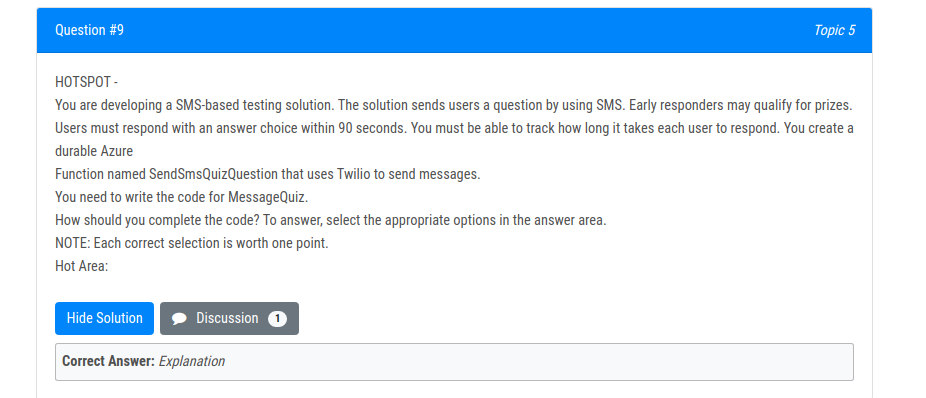 Question #9
Topic 5
HOTSPOT -
You are developing a SMS-based testing solution. The solution sends users a question by using SMS. Early responders may qualify for prizes.
Users must respond with an answer choice within 90 seconds. You must be able to track how long it takes each user to respond. You create a
durable Azure
Function named SendSmsQuizQuestion that uses Twilio to send messages.
You need to write the code for MessageQuiz.
How should you complete the code? To answer, select the appropriate options in the answer area.
NOTE: Each correct selection is worth one point.
Hot Area:
Hide Solution
Discussion 1
Correct Answer: Explanation